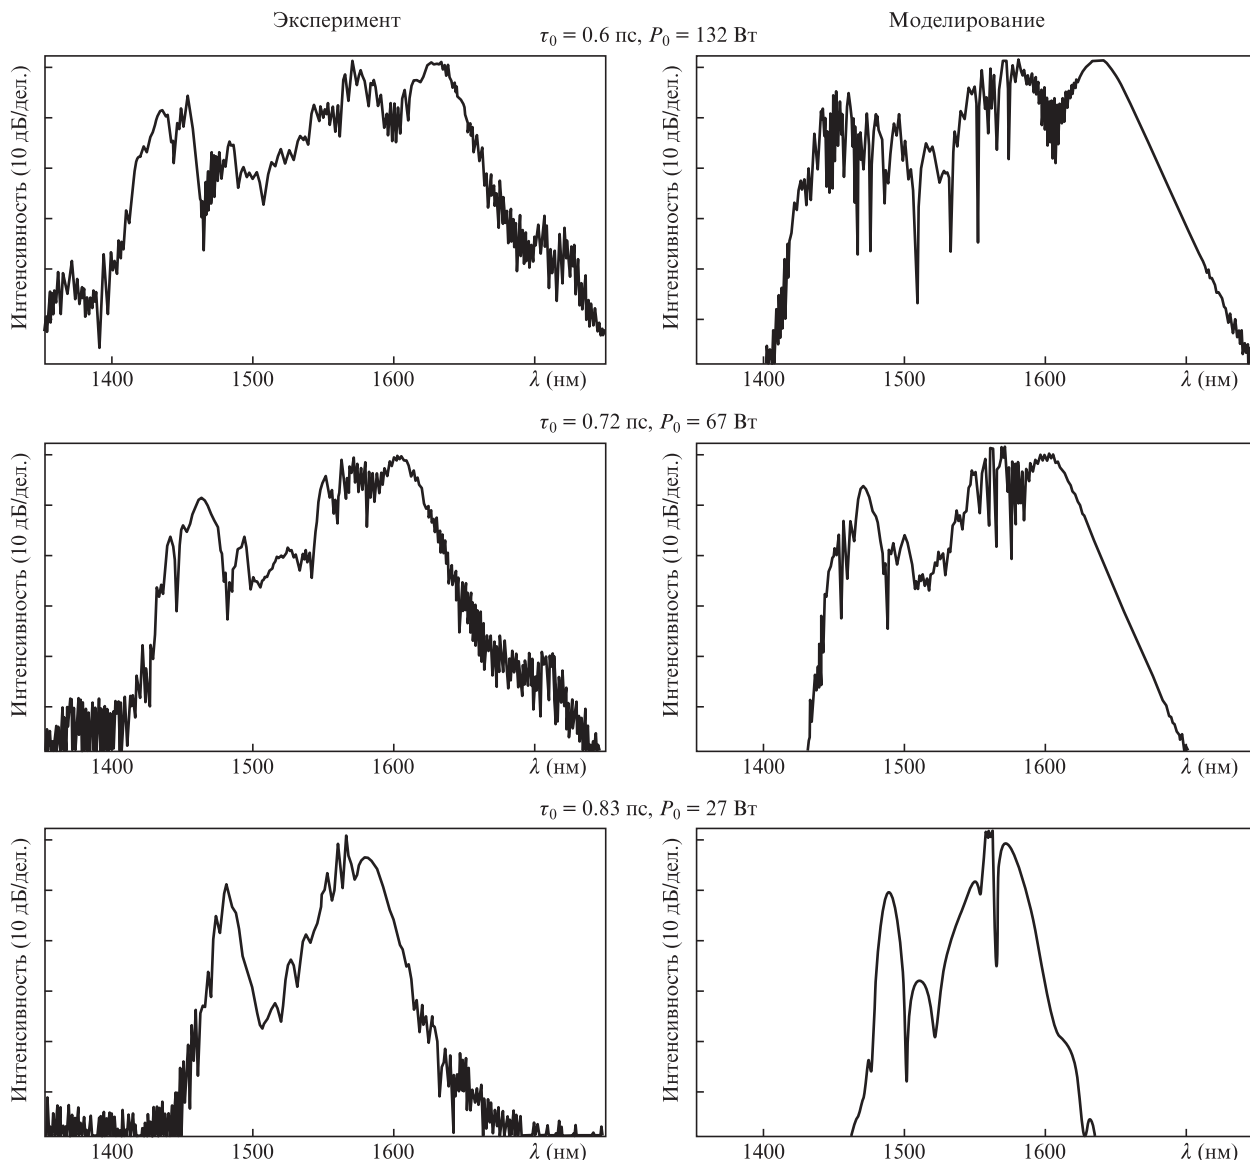 Эксперимент
Моделирование
τ₀ = 0.6 пс, P₀ = 132 Вт
Интенсивность (10 дБ/дел.)
Интенсивность (10 дБ/дел.)
1400 1500 1600 λ (нм)
1400 1500 1600 λ (нм)
τ₀ = 0.72 пс, P₀ = 67 Вт
Интенсивность (10 дБ/дел.)
Интенсивность (10 дБ/дел.)
1400 1500 1600 λ (нм)
1400 1500 1600 λ (нм)
τ₀ = 0.83 пс, P₀ = 27 Вт
Интенсивность (10 дБ/дел.)
Интенсивность (10 дБ/дел.)
1400 1500 1600 λ (нм)
1400 1500 1600 λ (нм)